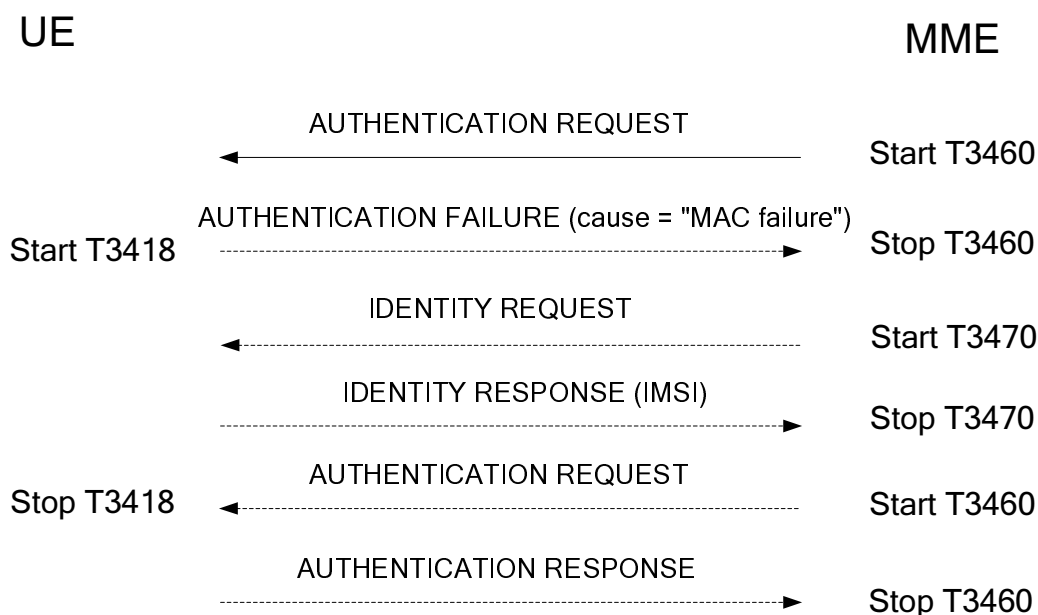 UE
MME
AUTHENTICATION REQUEST
Start T3460
AUTHENTICATION FAILURE (cause = "MAC failure")
Start T3418
Stop T3460
IDENTITY REQUEST
Start T3470
IDENTITY RESPONSE (IMSI)
Stop T3470
AUTHENTICATION REQUEST
Stop T3418
Start T3460
AUTHENTICATION RESPONSE
Stop T3460